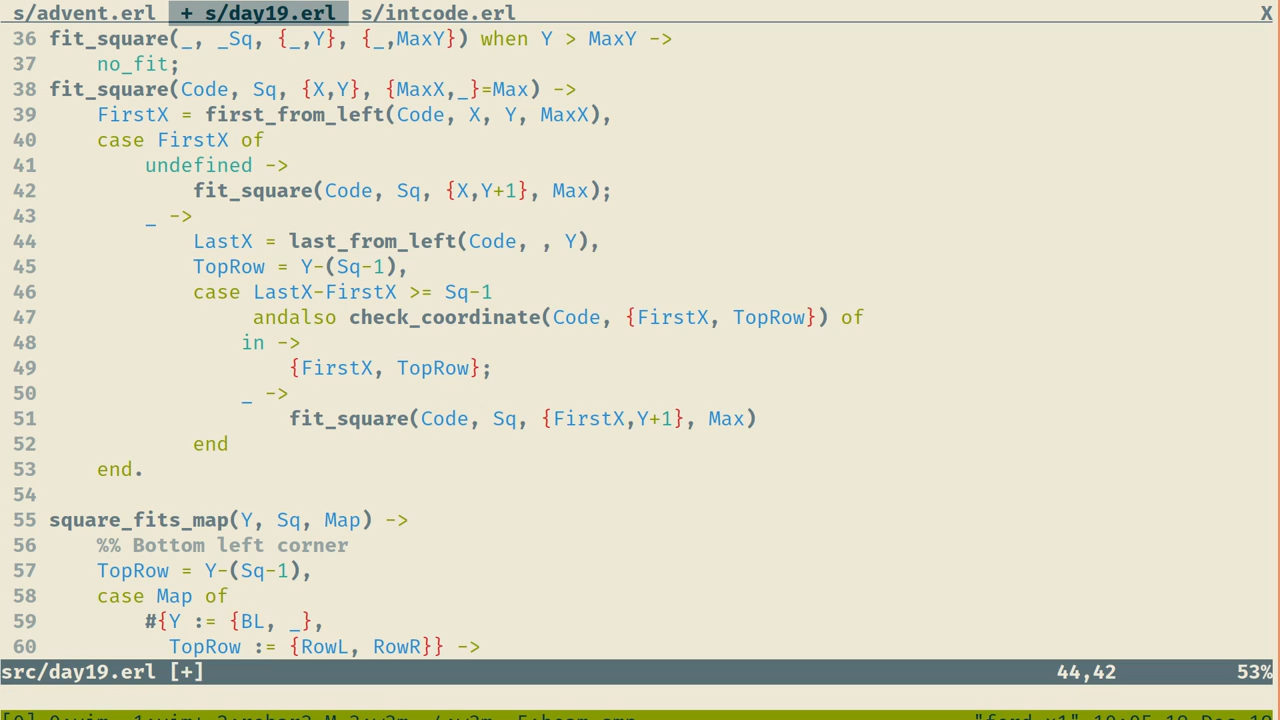 s/advent.erl  + s/day19.erl  s/intcode.erl X
36 fit_square(_, _Sq, {_,Y}, {_,MaxY}) when Y > MaxY ->
37     no_fit;
38 fit_square(Code, Sq, {X,Y}, {MaxX,_}=Max) ->
39     FirstX = first_from_left(Code, X, Y, MaxX),
40     case FirstX of
41         undefined ->
42             fit_square(Code, Sq, {X,Y+1}, Max);
43         _ ->
44             LastX = last_from_left(Code, , Y),
45             TopRow = Y-(Sq-1),
46             case LastX-FirstX >= Sq-1
47                  andalso check_coordinate(Code, {FirstX, TopRow}) of
48                 in ->
49                     {FirstX, TopRow};
50                 _ ->
51                     fit_square(Code, Sq, {FirstX,Y+1}, Max)
52             end
53     end.
54
55 square_fits_map(Y, Sq, Map) ->
56     %% Bottom left corner
57     TopRow = Y-(Sq-1),
58     case Map of
59         #{Y := {BL, _},
60           TopRow := {RowL, RowR}} ->
src/day19.erl [+] 44,42 53%